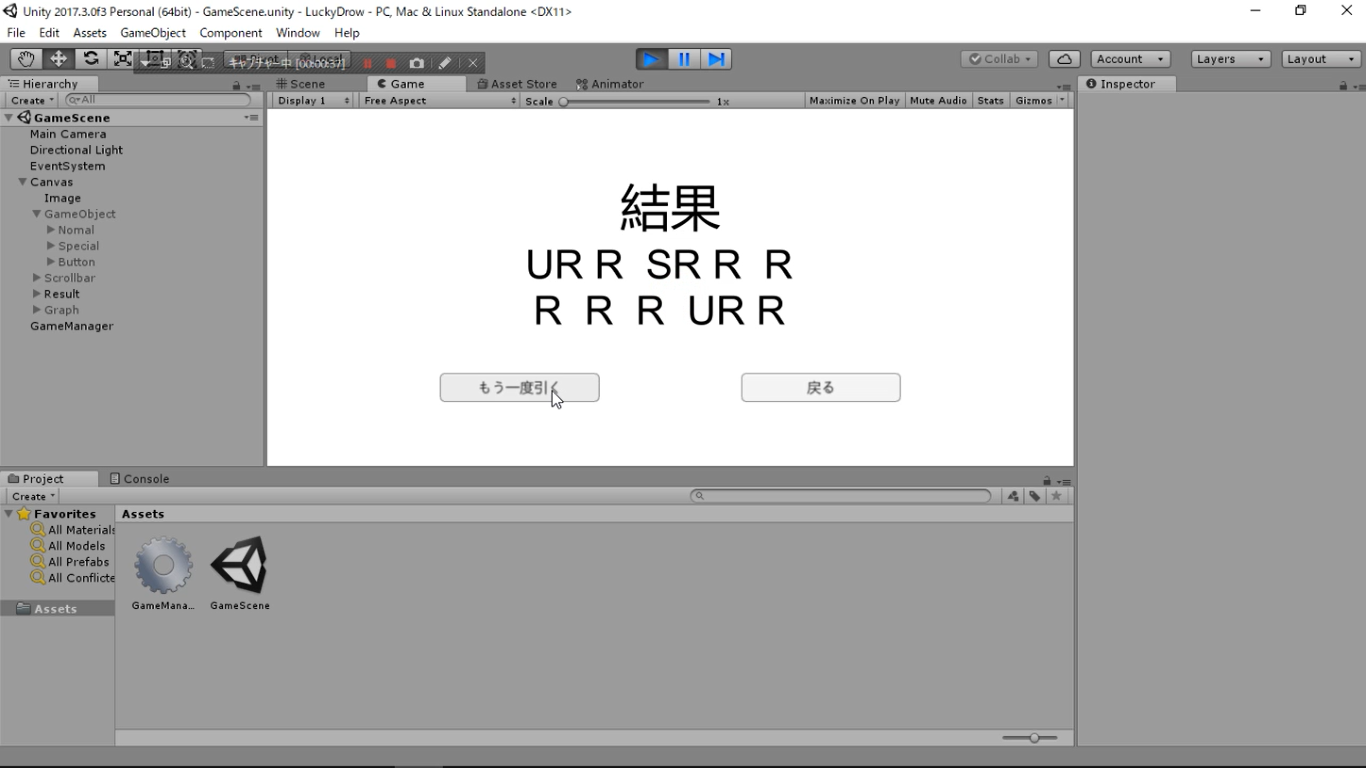 Unity 2017.3.0f3 Personal (64bit) - GameScene.unity - LuckyDrow - PC, Mac & Linux Standalone <DX11>
File Edit Assets GameObject Component Window Help
キャプチャー中 [00:00:37]
Collab Account Layers Layout
Hierarchy
Create All
GameScene
Main Camera
Directional Light
EventSystem
Canvas
Image
GameObject
Nomal
Special
Button
Scrollbar
Result
Graph
GameManager
Scene Game Asset Store Animator
Display 1 Free Aspect Scale 1x Maximize On Play Mute Audio Stats Gizmos
結果
UR R SR R R
R R R UR R
もう一度引く 戻る
Inspector
Project Console
Create
Favorites
All Materials
All Models
All Prefabs
All Conflicte
Assets
Assets
GameMana... GameScene